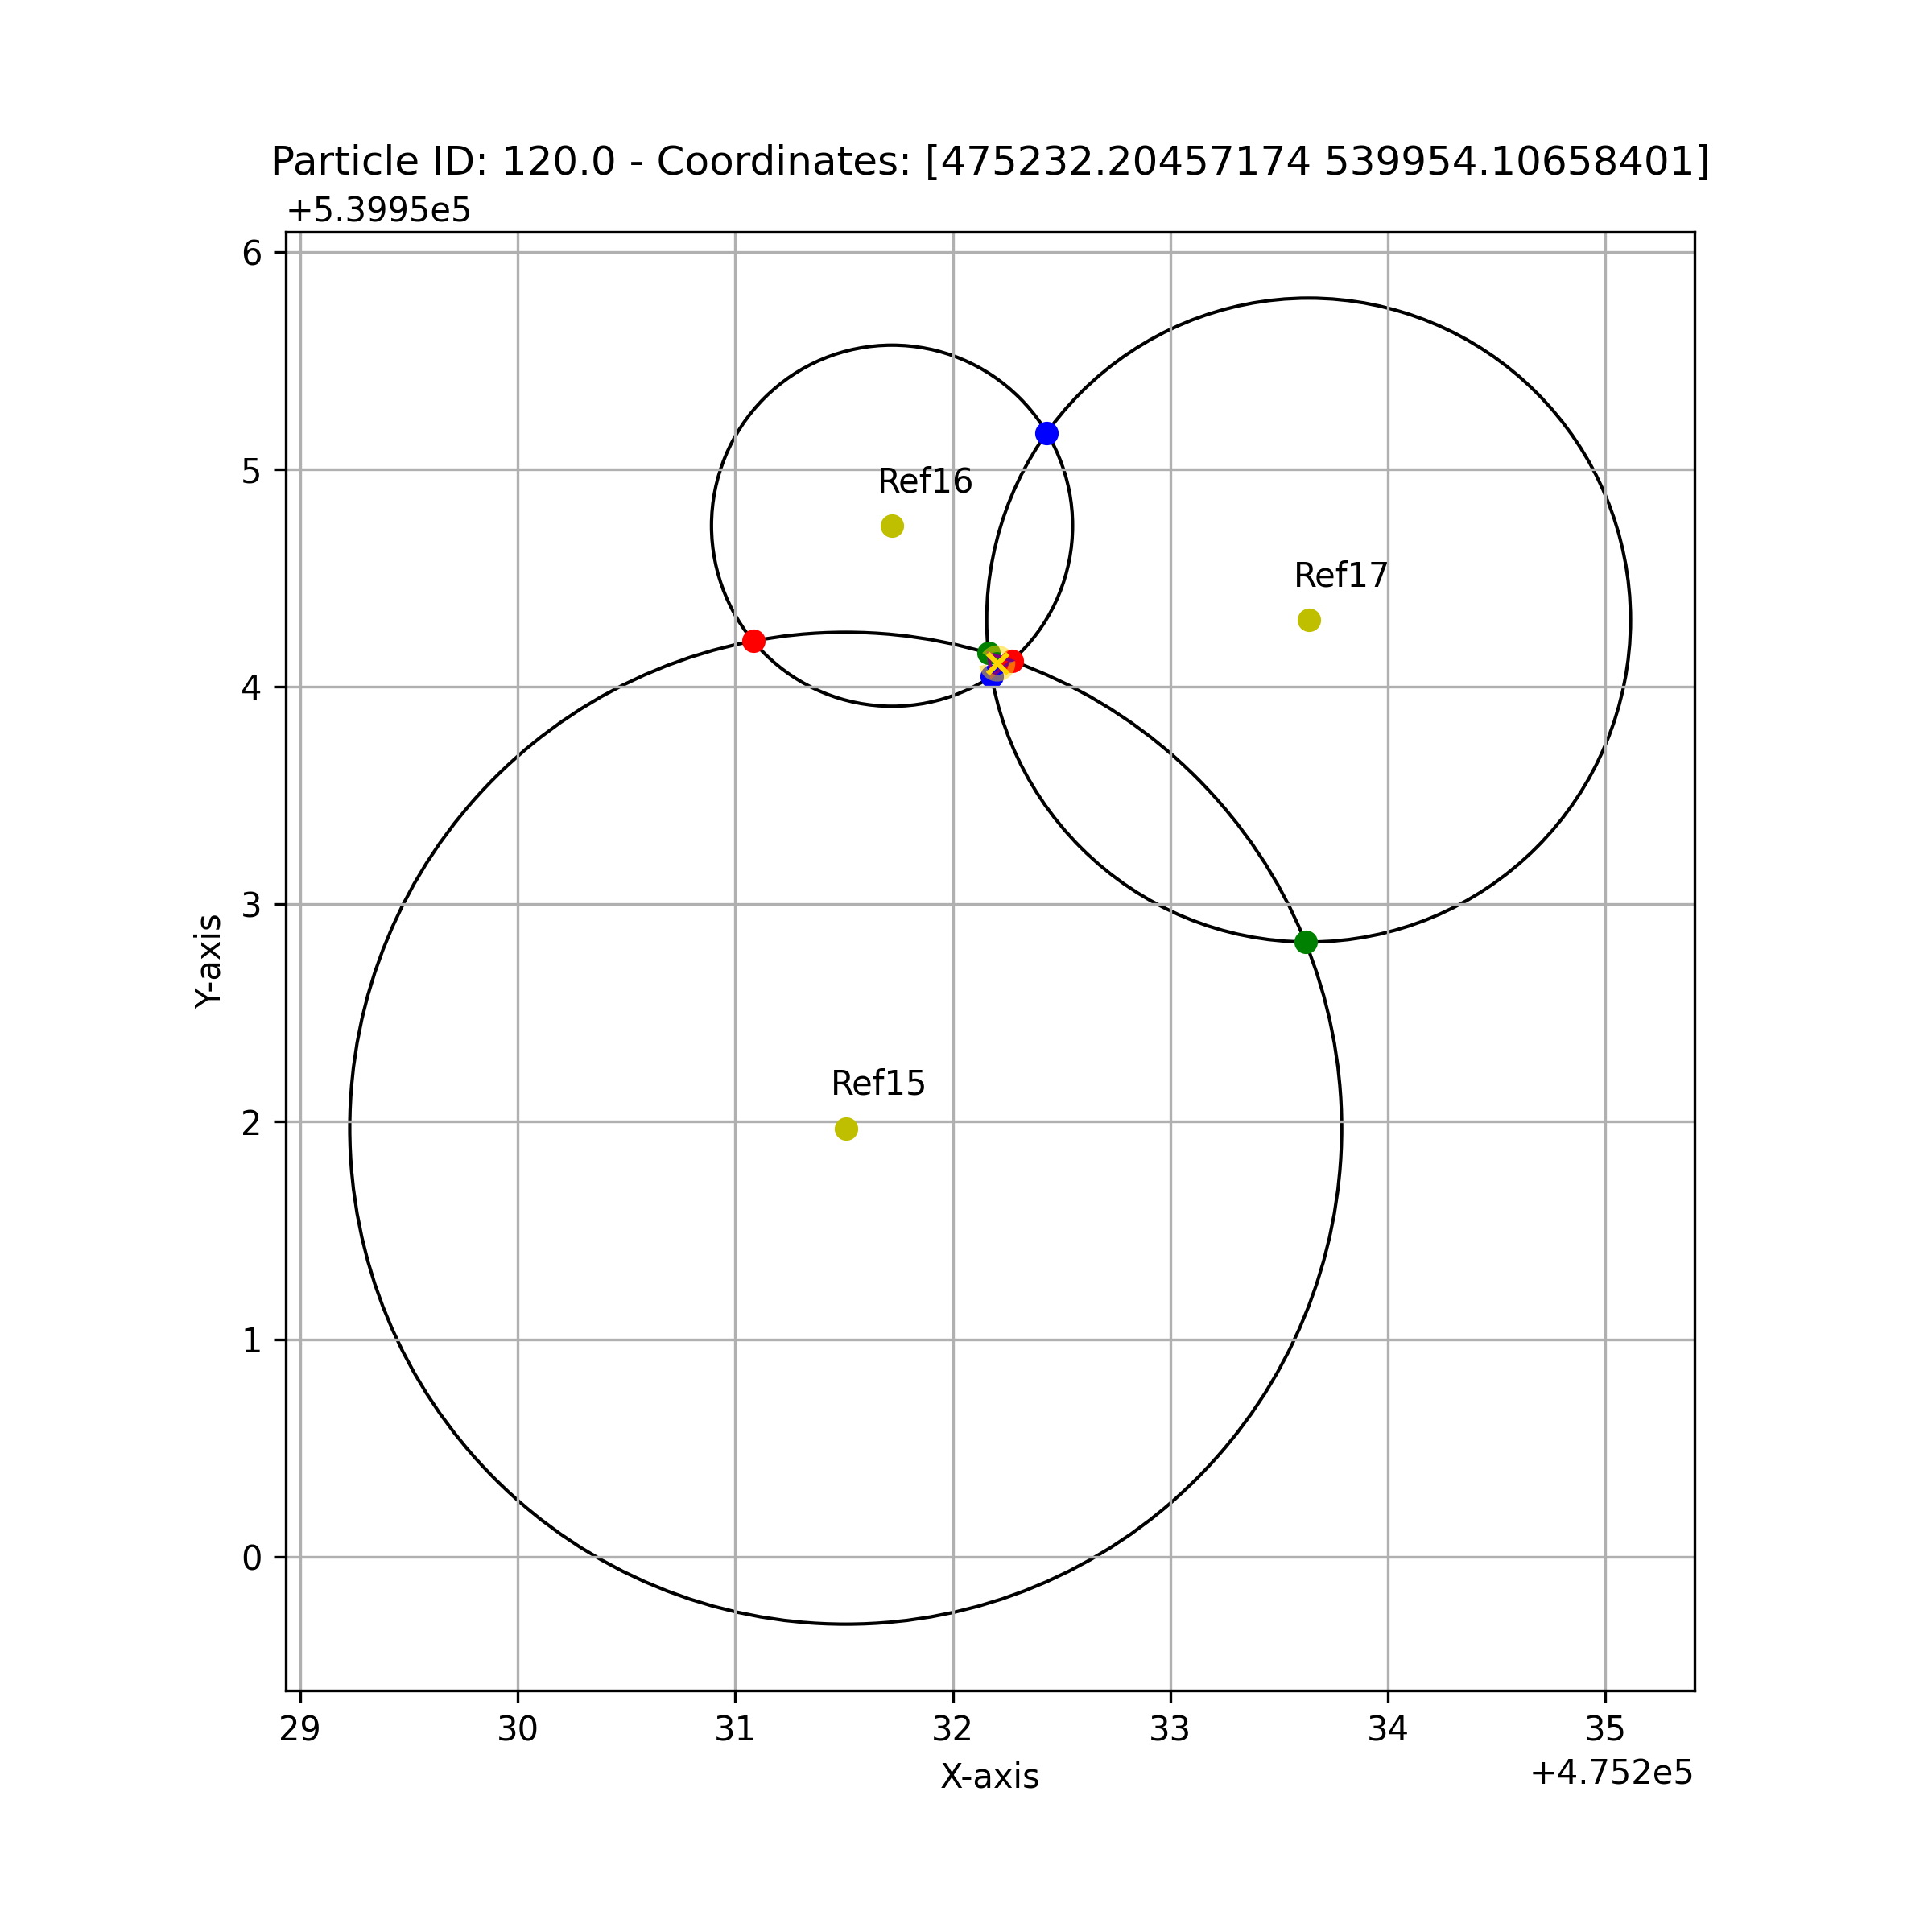 Particle ID: 120.0 - Coordinates: [475232.20457174 539954.10658401]
+5.3995e5
6
5
4
3
2
1
0
Y-axis
Ref16
Ref17
Ref15
29 30 31 32 33 34 35
X-axis
+4.752e5